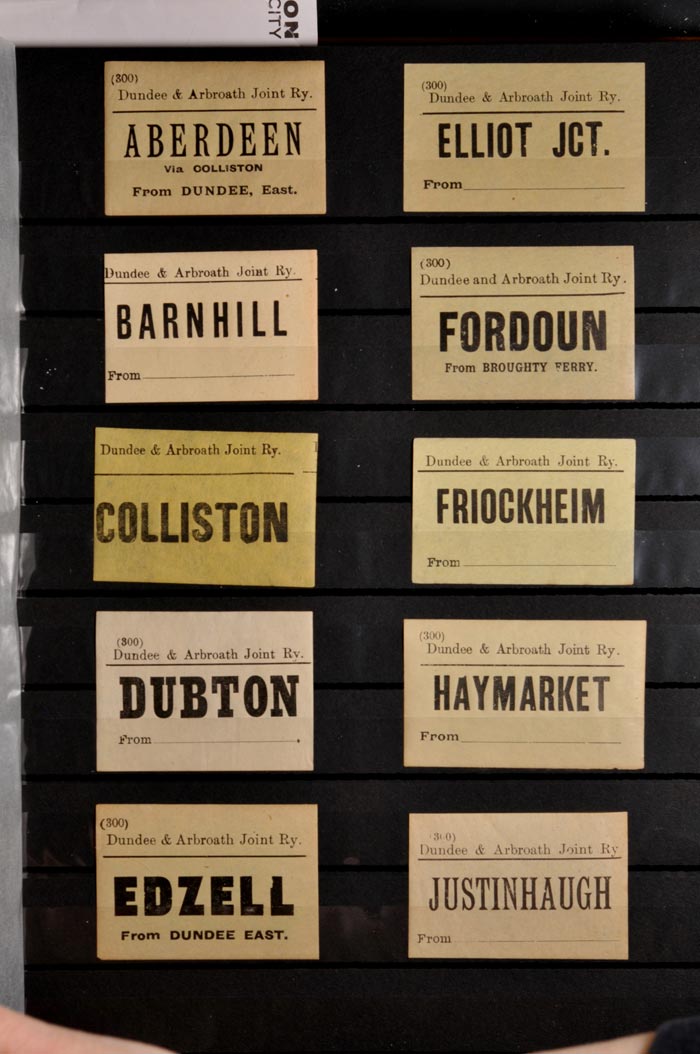 ON
CITY
(300)
Dundee & Arbroath Joint Ry.
ABERDEEN
Via COLLISTON
From DUNDEE, East.
(300)
Dundee & Arbroath Joint Ry.
ELLIOT JCT.
From
Dundee & Arbroath Joint Ry.
BARNHILL
From
(300)
Dundee and Arbroath Joint Ry.
FORDOUN
From BROUGHTY FERRY.
Dundee & Arbroath Joint Ry.
COLLISTON
Dundee & Arbroath Joint Ry.
FRIOCKHEIM
From
(300)
Dundee & Arbroath Joint Ry.
DUBTON
From
(300)
Dundee & Arbroath Joint Ry.
HAYMARKET
From
(300)
Dundee & Arbroath Joint Ry.
EDZELL
From DUNDEE EAST.
(300)
Dundee & Arbroath Joint Ry
JUSTINHAUGH
From